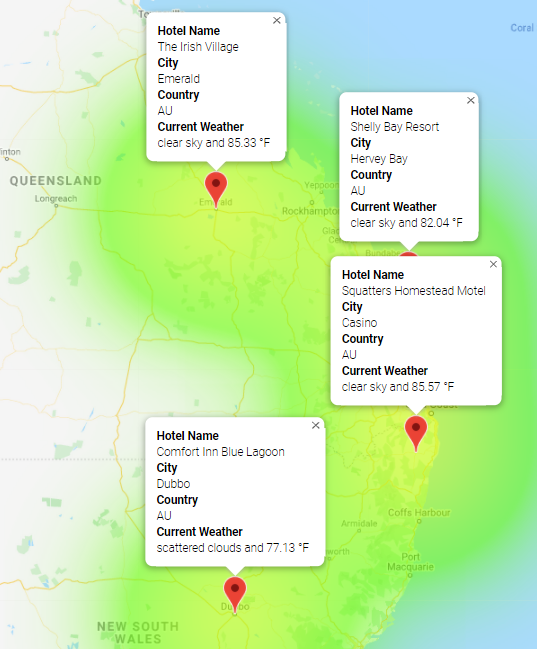 Coral
Hotel Name
The Irish Village
City
Emerald
Country
AU
Current Weather
clear sky and 85.33 °F
Hotel Name
Shelly Bay Resort
City
Hervey Bay
Country
AU
Current Weather
clear sky and 82.04 °F
QUEENSLAND
Longreach
Emerald
Yeppoon
Rockhampton
Hotel Name
Squatters Homestead Motel
City
Casino
Country
AU
Current Weather
clear sky and 85.57 °F
Hotel Name
Comfort Inn Blue Lagoon
City
Dubbo
Country
AU
Current Weather
scattered clouds and 77.13 °F
Coffs Harbour
Armidale
Port
Macquarie
Dubbo
NEW SOUTH
WALES